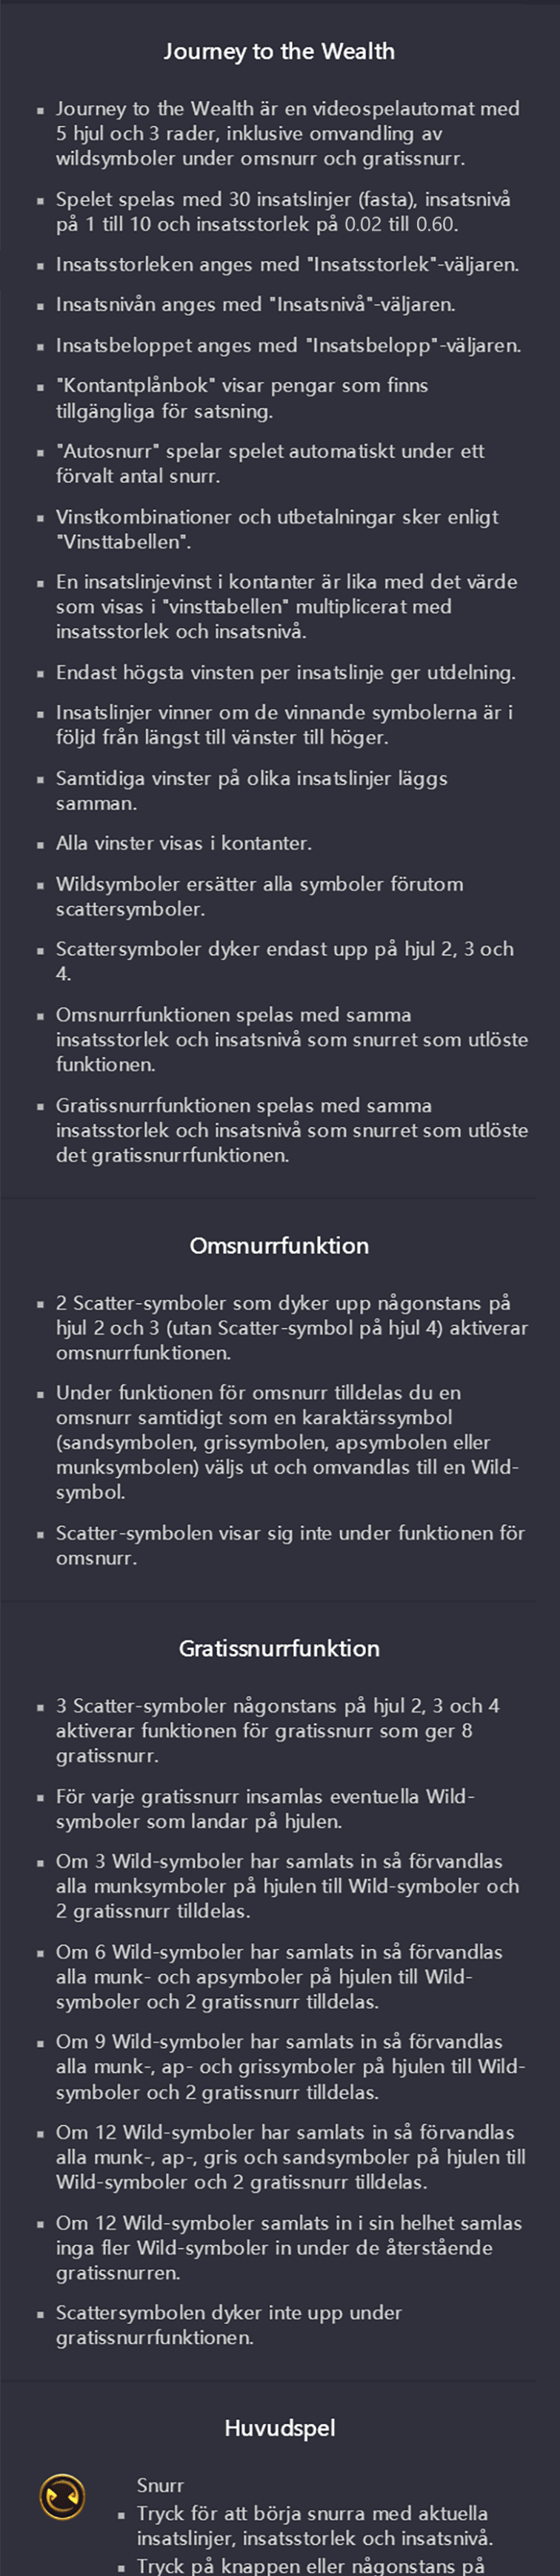 Journey to the Wealth
▪ Journey to the Wealth är en videospelautomat med
5 hjul och 3 rader, inklusive omvandling av
wildsymboler under omsnurr och gratissnurr.
▪ Spelet spelas med 30 insatslinjer (fasta), insatsnivå
på 1 till 10 och insatsstorlek på 0.02 till 0.60.
▪ Insatsstorleken anges med "Insatsstorlek"-väljaren.
▪ Insatsnivån anges med "Insatsnivå"-väljaren.
▪ Insatsbeloppet anges med "Insatsbelopp"-väljaren.
▪ "Kontantplånbok" visar pengar som finns
tillgängliga för satsning.
▪ "Autosnurr" spelar spelet automatiskt under ett
förvalt antal snurr.
▪ Vinstkombinationer och utbetalningar sker enligt
"Vinsttabellen".
▪ En insatslinjevinst i kontanter är lika med det värde
som visas i "vinsttabellen" multiplicerat med
insatsstorlek och insatsnivå.
▪ Endast högsta vinsten per insatslinje ger utdelning.
▪ Insatslinjer vinner om de vinnande symbolerna är i
följd från längst till vänster till höger.
▪ Samtidiga vinster på olika insatslinjer läggs
samman.
▪ Alla vinster visas i kontanter.
▪ Wildsymboler ersätter alla symboler förutom
scattersymboler.
▪ Scattersymboler dyker endast upp på hjul 2, 3 och
4.
▪ Omsnurrfunktionen spelas med samma
insatsstorlek och insatsnivå som snurret som utlöste
funktionen.
▪ Gratissnurrfunktionen spelas med samma
insatsstorlek och insatsnivå som snurret som utlöste
det gratissnurrfunktionen.
Omsnurrfunktion
▪ 2 Scatter-symboler som dyker upp någonstans på
hjul 2 och 3 (utan Scatter-symbol på hjul 4) aktiverar
omsnurrfunktionen.
▪ Under funktionen för omsnurr tilldelas du en
omsnurr samtidigt som en karaktärssymbol
(sandsymbolen, grissymbolen, apsymbolen eller
munksymbolen) väljs ut och omvandlas till en Wild-
symbol.
▪ Scatter-symbolen visar sig inte under funktionen för
omsnurr.
Gratissnurrfunktion
▪ 3 Scatter-symboler någonstans på hjul 2, 3 och 4
aktiverar funktionen för gratissnurr som ger 8
gratissnurr.
▪ För varje gratissnurr insamlas eventuella Wild-
symboler som landar på hjulen.
▪ Om 3 Wild-symboler har samlats in så förvandlas
alla munksymboler på hjulen till Wild-symboler och
2 gratissnurr tilldelas.
▪ Om 6 Wild-symboler har samlats in så förvandlas
alla munk- och apsymboler på hjulen till Wild-
symboler och 2 gratissnurr tilldelas.
▪ Om 9 Wild-symboler har samlats in så förvandlas
alla munk-, ap- och grissymboler på hjulen till Wild-
symboler och 2 gratissnurr tilldelas.
▪ Om 12 Wild-symboler har samlats in så förvandlas
alla munk-, ap-, gris och sandsymboler på hjulen till
Wild-symboler och 2 gratissnurr tilldelas.
▪ Om 12 Wild-symboler samlats in i sin helhet samlas
inga fler Wild-symboler in under de återstående
gratissnurren.
▪ Scattersymbolen dyker inte upp under
gratissnurrfunktionen.
Huvudspel
Snurr
▪ Tryck för att börja snurra med aktuella
insatslinjer, insatsstorlek och insatsnivå.
▪ Tryck på knappen eller någonstans på